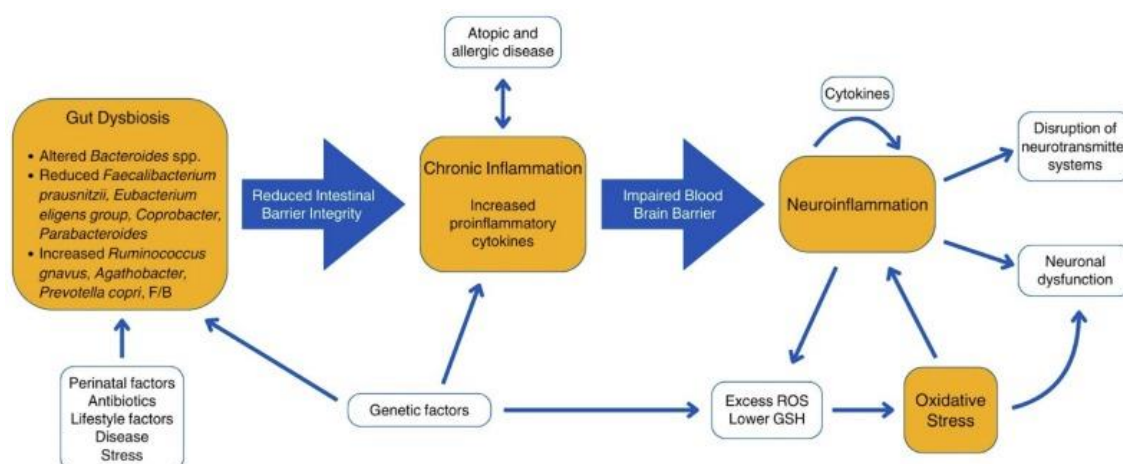 Atopic and
allergic disease
Gut Dysbiosis
• Altered Bacteroides spp.
• Reduced Faecalibacterium
prausnitzii, Eubacterium
eligens group, Coprobacter,
Parabacteroides
• Increased Ruminococcus
gnavus, Agathobacter,
Prevotella copri, F/B
Reduced Intestinal
Barrier Integrity
Chronic Inflammation
Increased
proinflammatory
cytokines
Impaired Blood
Brain Barrier
Cytokines
Neuroinflammation
Disruption of
neurotransmitte
systems
Neuronal
dysfunction
Perinatal factors
Antibiotics
Lifestyle factors
Disease
Stress
Genetic factors
Excess ROS
Lower GSH
Oxidative
Stress